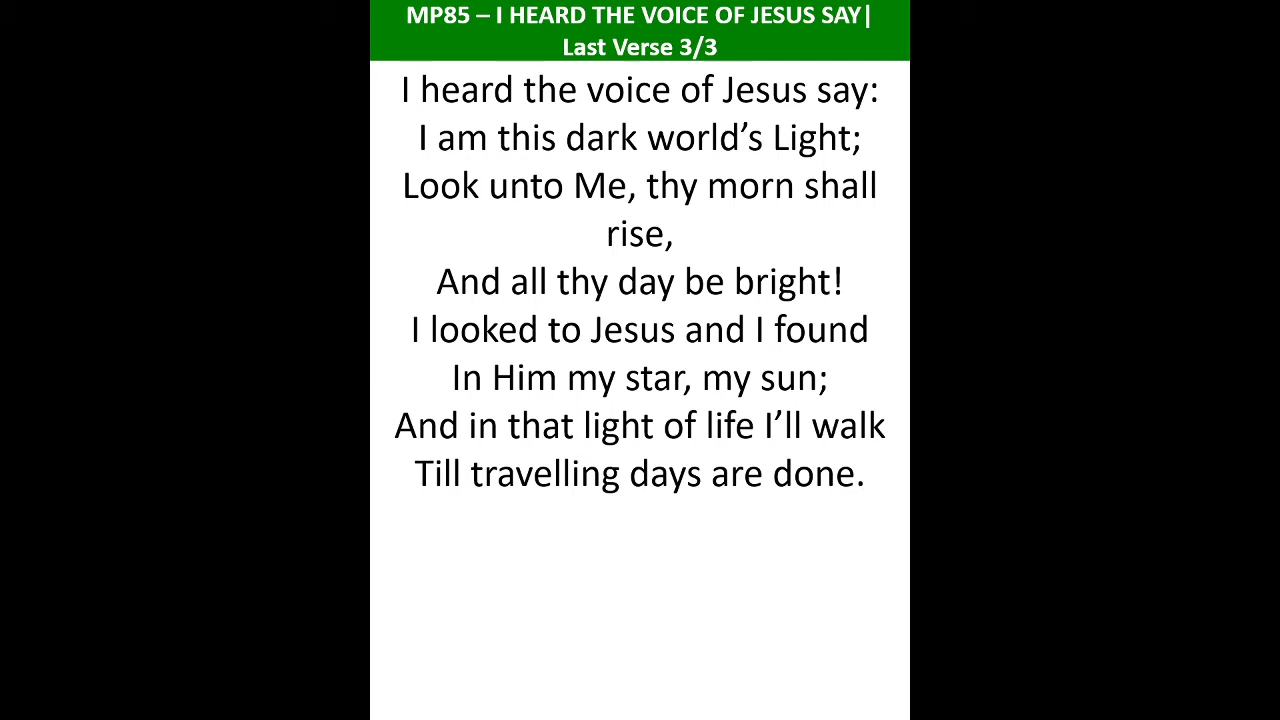 MP85 – I HEARD THE VOICE OF JESUS SAY|
Last Verse 3/3
I heard the voice of Jesus say:
I am this dark world’s Light;
Look unto Me, thy morn shall
rise,
And all thy day be bright!
I looked to Jesus and I found
In Him my star, my sun;
And in that light of life I’ll walk
Till travelling days are done.